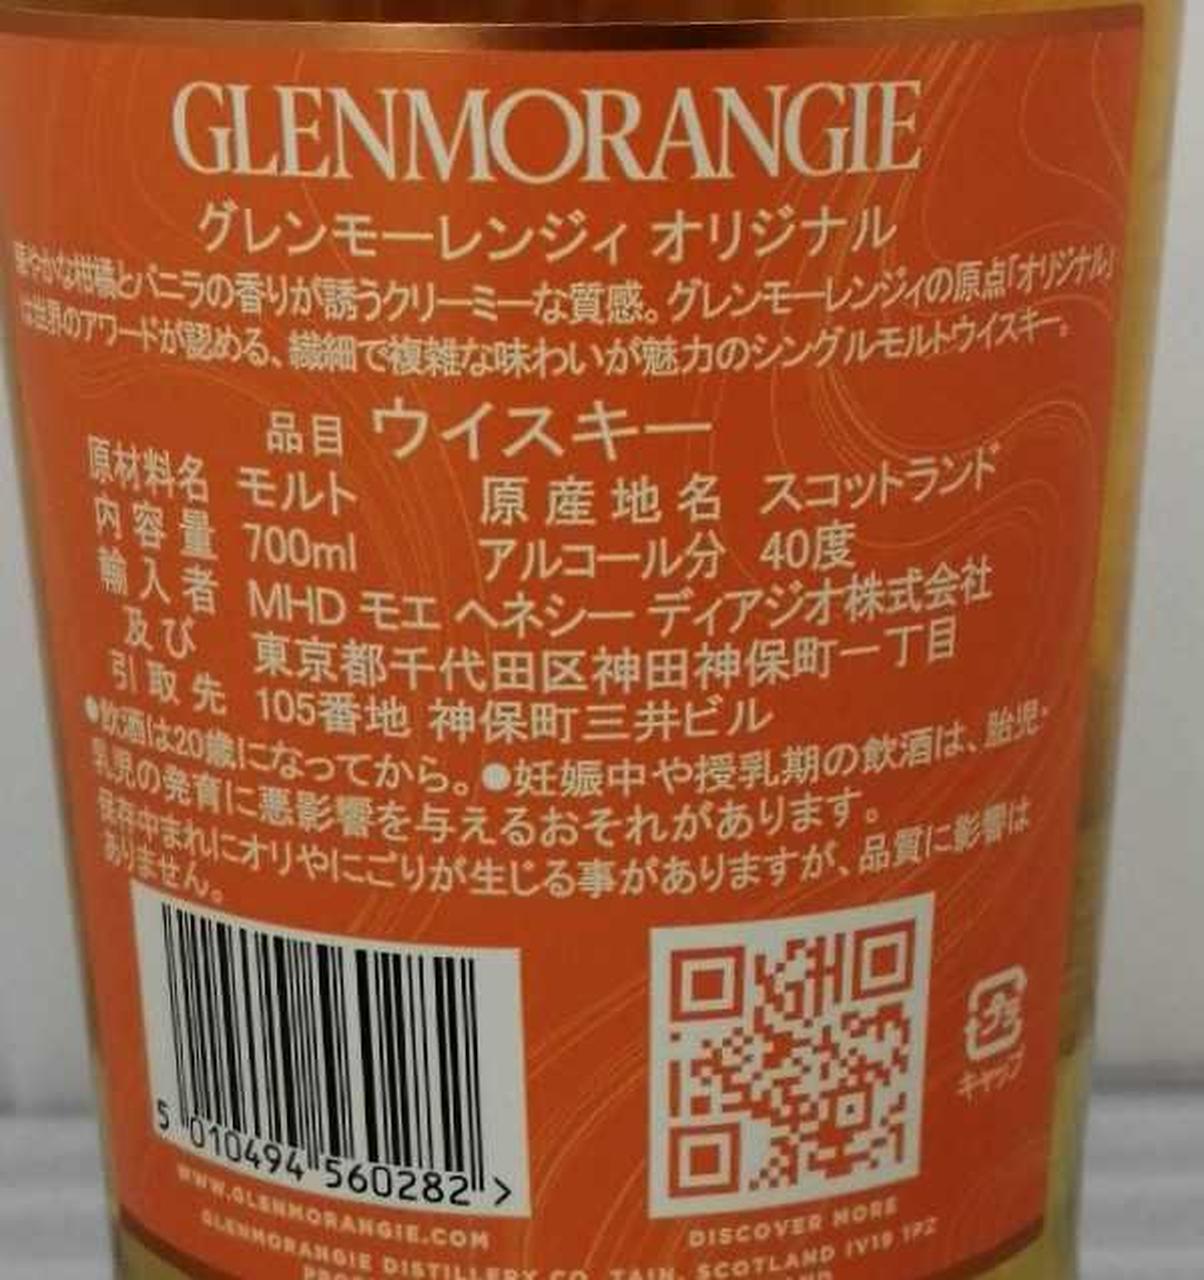 GLENMORANGIE
グレンモーレンジィ オリジナル
爽やかな柑橘とバニラの香りが誘うクリーミーな質感。グレンモーレンジィの原点「オリジナル」
は世界のアワードが認める、繊細で複雑な味わいが魅力のシングルモルトウイスキー。
品目 ウイスキー
原材料名 モルト 原産地名 スコットランド
内容量 700ml アルコール分 40度
輸入者 MHD モエ ヘネシー ディアジオ株式会社
及び 東京都千代田区神田神保町一丁目
引取先 105番地 神保町三井ビル
●飲酒は20歳になってから。●妊娠中や授乳期の飲酒は、胎児・
乳児の発育に悪影響を与えるおそれがあります。
保存中まれにオリやにごりが生じる事がありますが、品質に影響は
ありません。
5 010494 560282 >
プラ
キャップ
WWW.GLENMORANGIE.COM
DISCOVER MORE
GLENMORANGIE DISTILLERY CO. TAIN, SCOTLAND IV19 1PZ